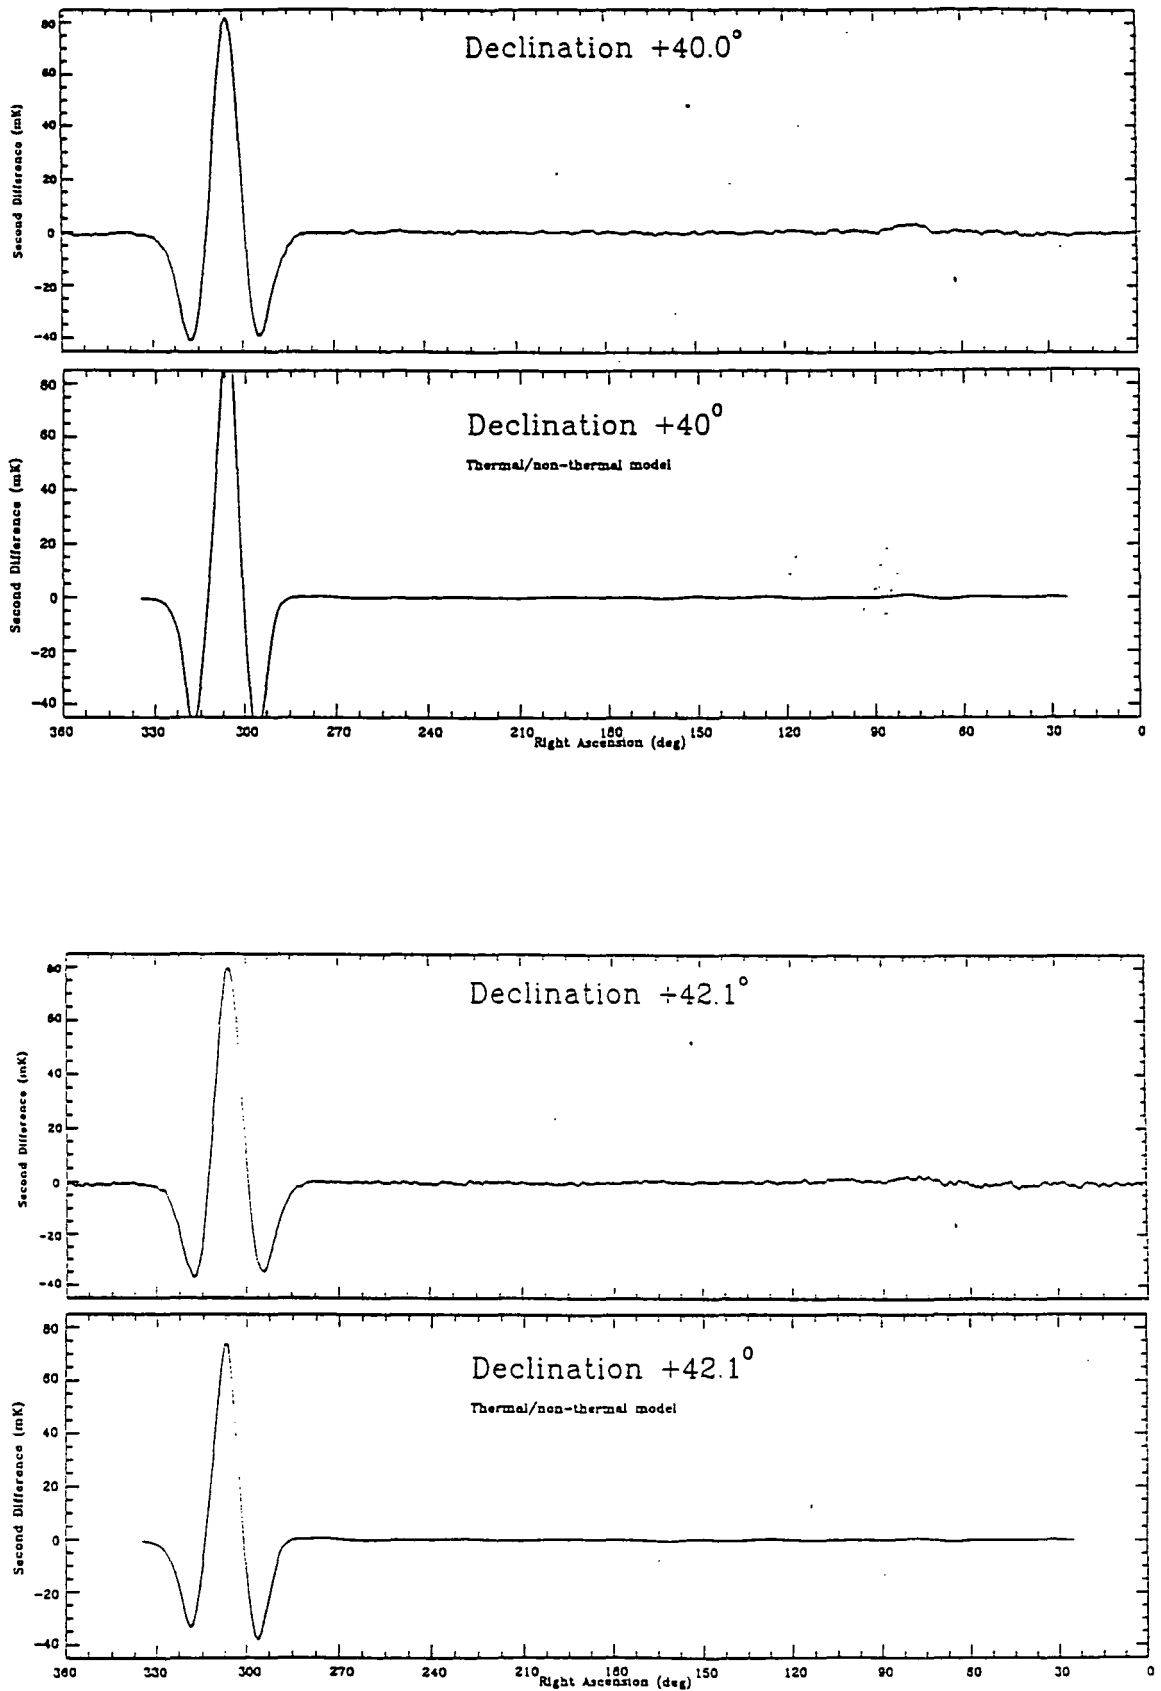 Declination +40.0°
Second Difference (mK)
80
60
40
20
0
-20
-40
Declination +40°
Thermal/non-thermal model
Second Difference (mK)
80
60
40
20
0
-20
-40
360 330 300 270 240 210 180 150 120 90 60 30 0
Right Ascension (deg)
Declination +42.1°
Second Difference (mK)
80
60
40
20
0
-20
-40
Declination +42.1°
Thermal/non-thermal model
Second Difference (mK)
80
60
40
20
0
-20
-40
360 330 300 270 240 210 180 150 120 90 60 30 0
Right Ascension (deg)